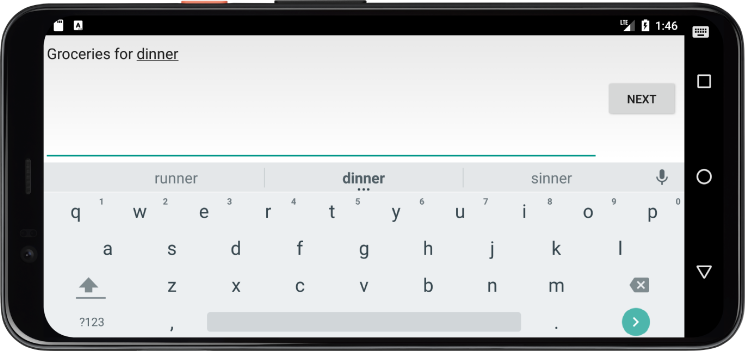 LTE 1:46
Groceries for dinner
NEXT
runner dinner sinner
q 1 w 2 e 3 r 4 t 5 y 6 u 7 i 8 o 9 p 0
a s d f g h j k l
z x c v b n m
?123 , .